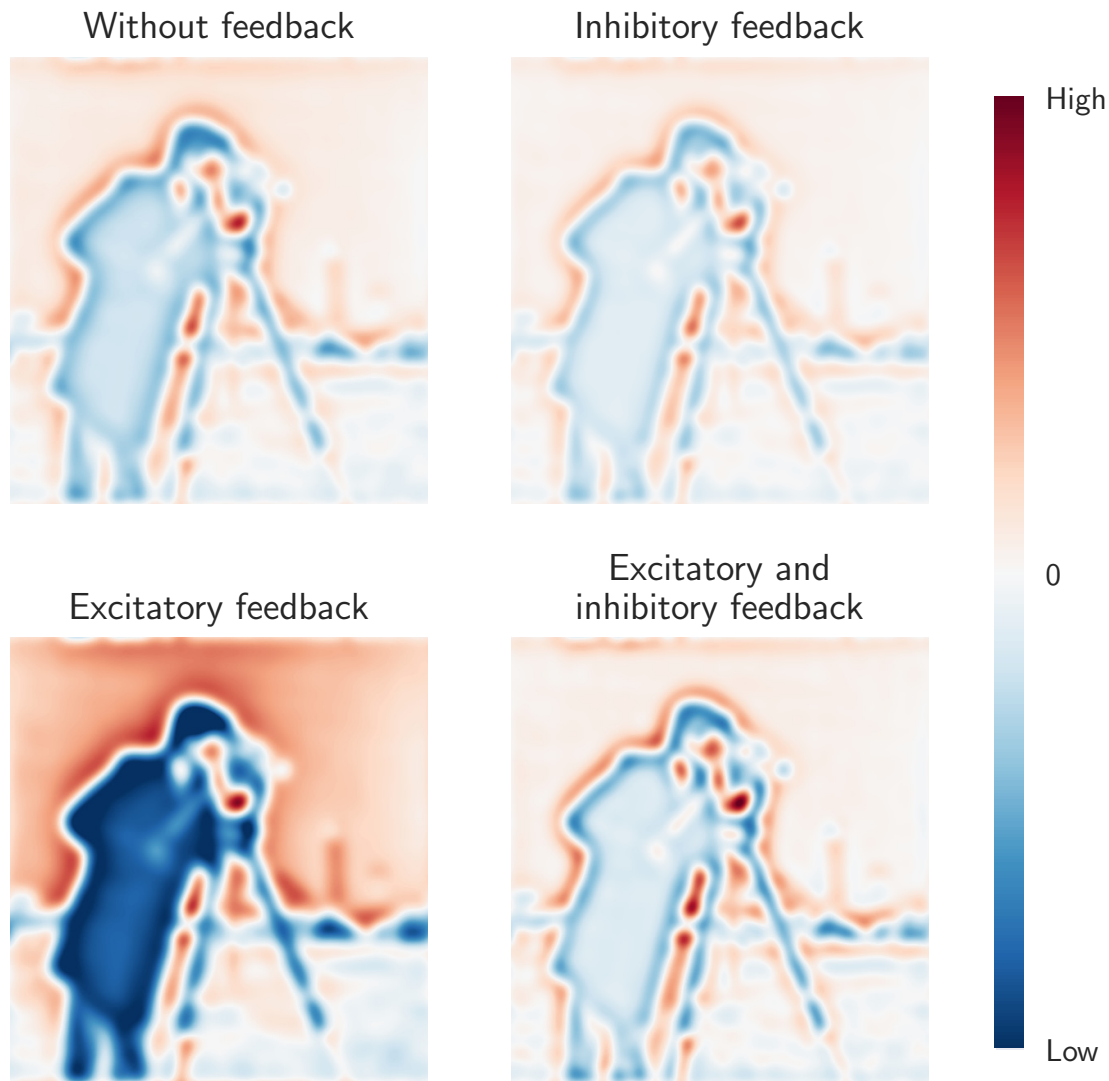 Without feedback
Inhibitory feedback
High
0
Excitatory feedback
Excitatory and
inhibitory feedback
Low